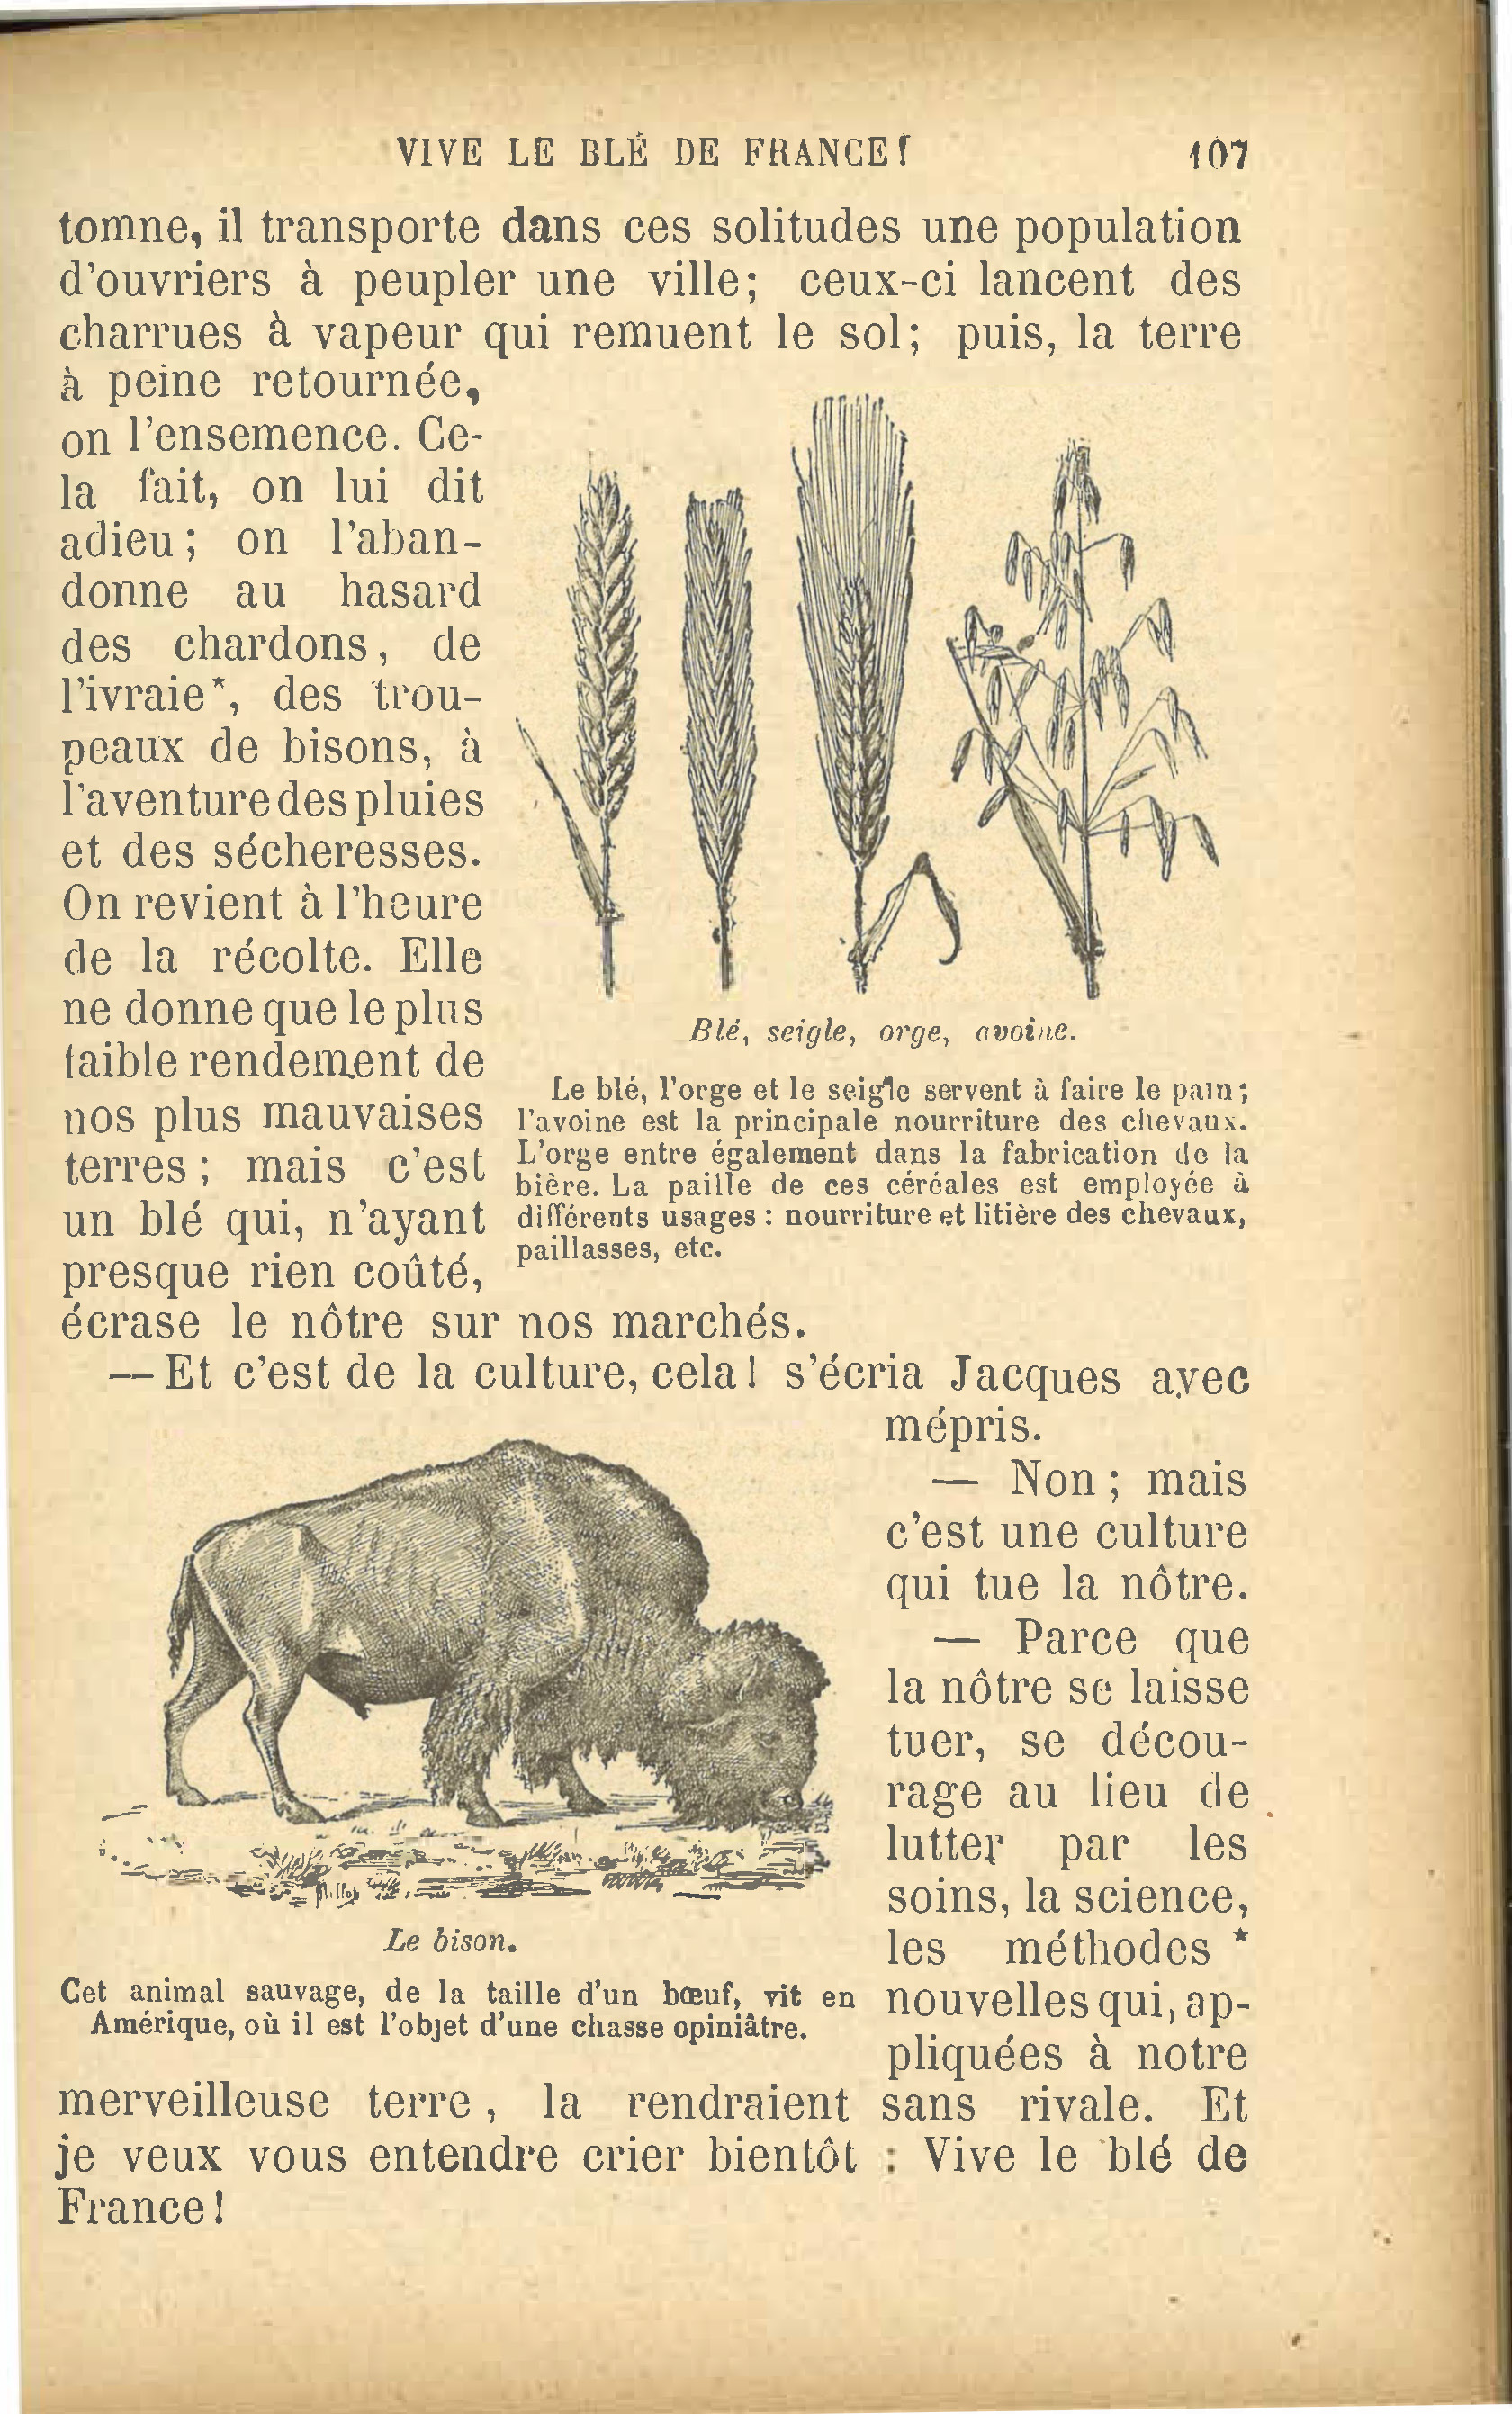 VIVE LE BLÉ DE FRANCE! 107
tomne, il transporte dans ces solitudes une population
d'ouvriers à peupler une ville; ceux-ci lancent des
charrues à vapeur qui remuent le sol; puis, la terre
à peine retournée,
on l'ensemence. Ce-
la fait, on lui dit
adieu; on l'aban-
donne au hasard
des chardons, de
l'ivraie*, des trou-
peaux de bisons, à
l'aventure des pluies
et des sécheresses.
On revient à l'heure
de la récolte. Elle
ne donne que le plus
faible rendement de
nos plus mauvaises
terres; mais c'est
un blé qui, n'ayant
presque rien coûté,
Blé, seigle, orge, avoine.
Le blé, l'orge et le seigle servent à faire le pain;
l'avoine est la principale nourriture des chevaux.
L'orge entre également dans la fabrication de la
bière. La paille de ces céréales est employée à
différents usages : nourriture et litière des chevaux,
paillasses, etc.
écrase le nôtre sur nos marchés.
— Et c'est de la culture, cela! s'écria Jacques avec
mépris.
— Non; mais
c'est une culture
qui tue la nôtre.
— Parce que
la nôtre se laisse
tuer, se décou-
rage au lieu de
lutter par les
soins, la science,
les méthodes *
nouvelles qui, ap-
pliquées à notre
Le bison.
Cet animal sauvage, de la taille d'un bœuf, vit en
Amérique, où il est l'objet d'une chasse opiniâtre.
merveilleuse terre, la rendraient sans rivale. Et
je veux vous entendre crier bientôt : Vive le blé de
France!